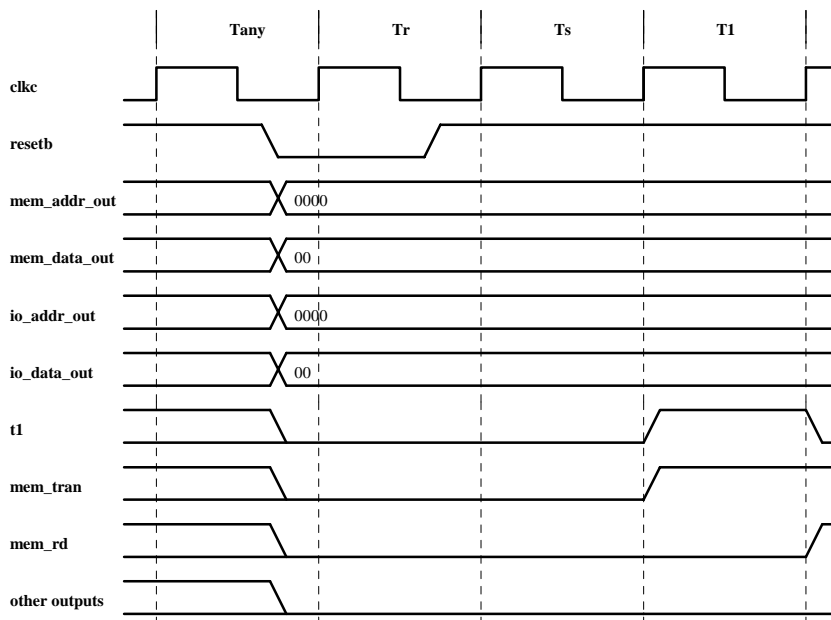 Tany Tr Ts T1
clkc
resetb
mem_addr_out 0000
mem_data_out 00
io_addr_out 0000
io_data_out 00
t1
mem_tran
mem_rd
other outputs